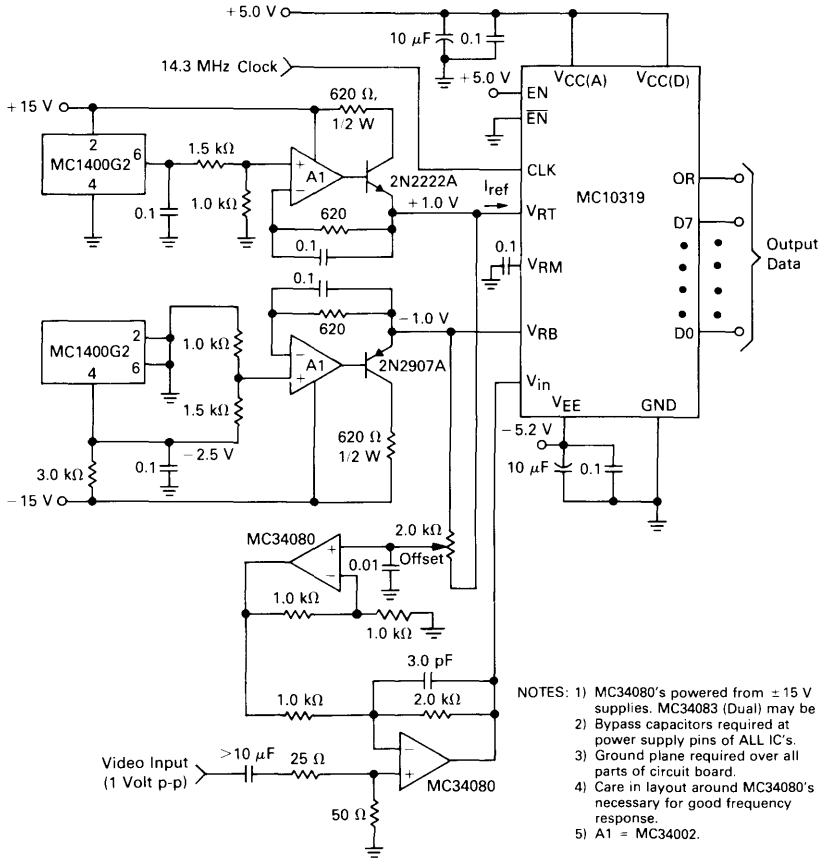 +5.0 V
10 μF
0.1
14.3 MHz Clock
+5.0 V
EN
EN
VCC(A)
VCC(D)
+15 V
620 Ω,
1/2 W
2
MC1400G2
6
4
1.5 kΩ
0.1
1.0 kΩ
+
A1
−
2N2222A
620
0.1
+1.0 V
Iref
CLK
MC10319
OR
VRT
D7
0.1
VRM
Output
Data
0.1
620
−1.0 V
VRB
D0
MC1400G2
2
6
4
1.0 kΩ
1.5 kΩ
−
A1
+
2N2907A
Vin
VEE
GND
−5.2 V
10 μF
0.1
620 Ω
1/2 W
−2.5 V
3.0 kΩ
0.1
−15 V
MC34080
+
−
2.0 kΩ
Offset
0.01
1.0 kΩ
1.0 kΩ
3.0 pF
1.0 kΩ
2.0 kΩ
Video Input
(1 Volt p-p)
>10 μF
25 Ω
−
+
MC34080
50 Ω
NOTES: 1) MC34080's powered from ±15 V
supplies. MC34083 (Dual) may be
2) Bypass capacitors required at
power supply pins of ALL IC's.
3) Ground plane required over all
parts of circuit board.
4) Care in layout around MC34080's
necessary for good frequency
response.
5) A1 = MC34002.